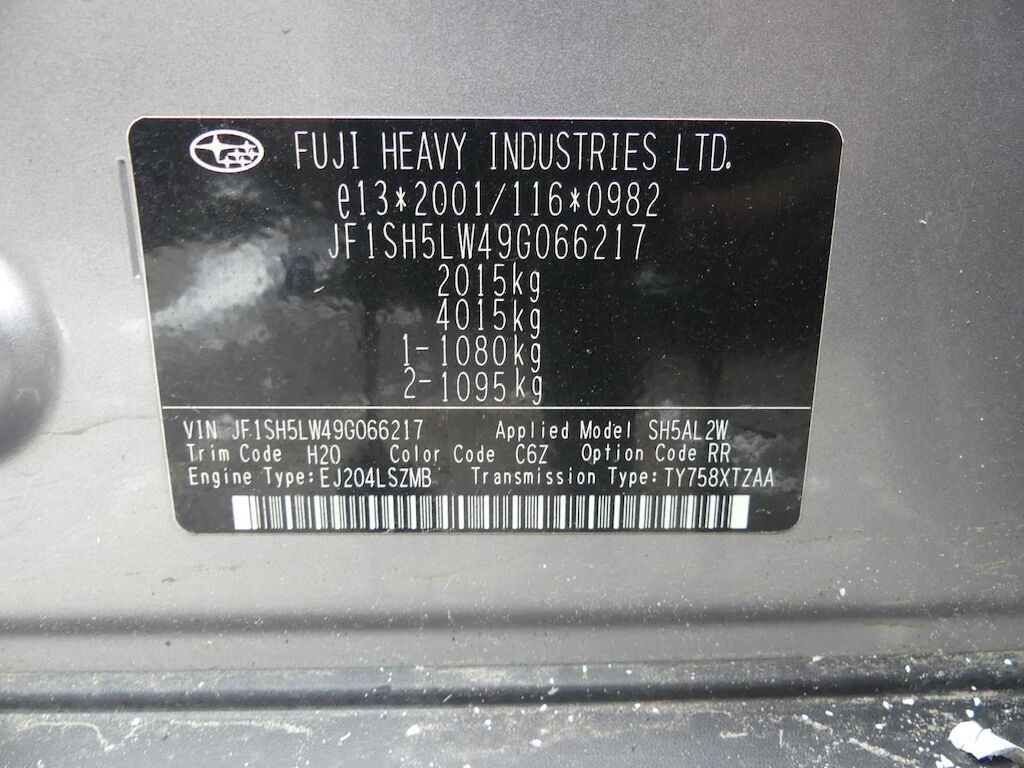 FUJI HEAVY INDUSTRIES LTD.
e13*2001/116*0982
JF1SH5LW49G066217
2015kg
4015kg
1-1080kg
2-1095kg
VIN JF1SH5LW49G066217 Applied Model SH5AL2W
Trim Code H20 Color Code C6Z Option Code RR
Engine Type:EJ204LSZMB Transmission Type:TY758XTZAA